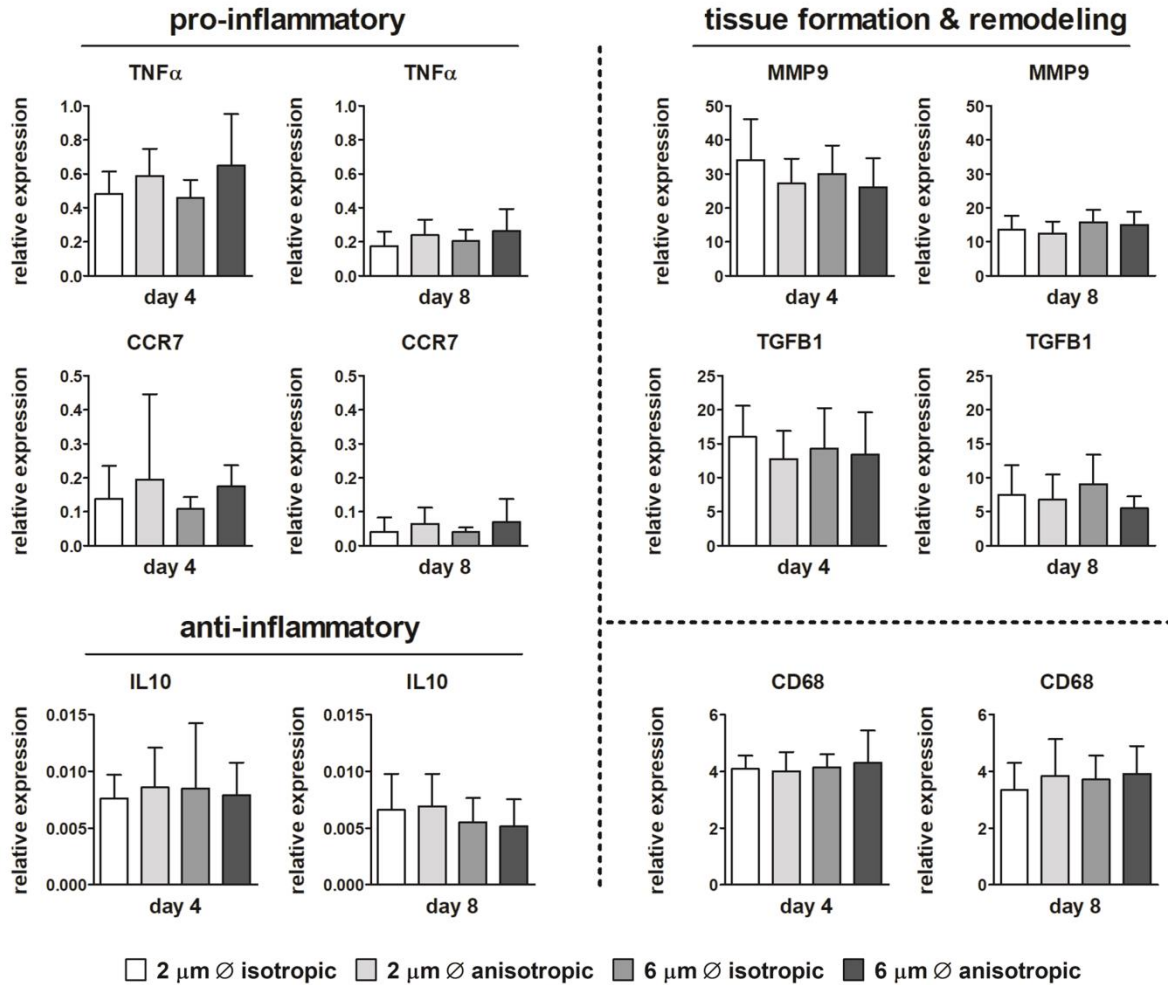 pro-inflammatory
tissue formation & remodeling
TNFα
TNFα
MMP9
MMP9
relative expression
1.0
0.8
0.6
0.4
0.2
0.0
day 4
relative expression
1.0
0.8
0.6
0.4
0.2
0.0
day 8
relative expression
50
40
30
20
10
0
day 4
relative expression
50
40
30
20
10
0
day 8
CCR7
CCR7
TGFB1
TGFB1
relative expression
0.5
0.4
0.3
0.2
0.1
0.0
day 4
relative expression
0.5
0.4
0.3
0.2
0.1
0.0
day 8
relative expression
25
20
15
10
5
0
day 4
relative expression
25
20
15
10
5
0
day 8
anti-inflammatory
IL10
IL10
CD68
CD68
relative expression
0.015
0.010
0.005
0.000
day 4
relative expression
0.015
0.010
0.005
0.000
day 8
relative expression
6
4
2
0
day 4
relative expression
6
4
2
0
day 8
2 μm ∅ isotropic 2 μm ∅ anisotropic 6 μm ∅ isotropic 6 μm ∅ anisotropic